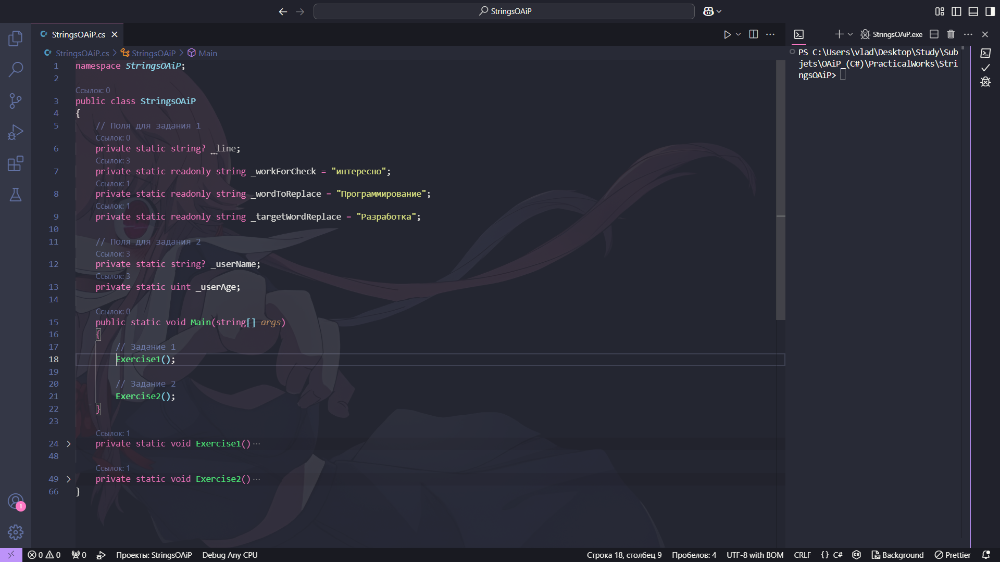 StringsOAiP
StringsOAiP.cs
StringsOAiP.exe
StringsOAiP.cs > StringsOAiP > Main
1 namespace StringsOAiP;
2
Ссылок: 0
3 public class StringsOAiP
4 {
5 // Поля для задания 1
Ссылок: 0
6 private static string? _line;
Ссылок: 3
7 private static readonly string _workForCheck = "интересно";
Ссылок: 1
8 private static readonly string _wordToReplace = "Программирование";
Ссылок: 1
9 private static readonly string _targetWordReplace = "Разработка";
10
11 // Поля для задания 2
Ссылок: 3
12 private static string? _userName;
Ссылок: 3
13 private static uint _userAge;
14
Ссылок: 0
15 public static void Main(string[] args)
16 {
17 // Задание 1
18 Exercise1();
19
20 // Задание 2
21 Exercise2();
22 }
23
Ссылок: 1
24 private static void Exercise1()···
48
Ссылок: 1
49 private static void Exercise2()···
66 }
PS C:\Users\vlad\Desktop\Study\Sub
jets\OAiP_(C#)\PracticalWorks\Stri
ngsOAiP>
1
0 0 0 Проекты: StringsOAiP Debug Any CPU Строка 18, столбец 9 Пробелов: 4 UTF-8 with BOM CRLF {} C# Background Prettier